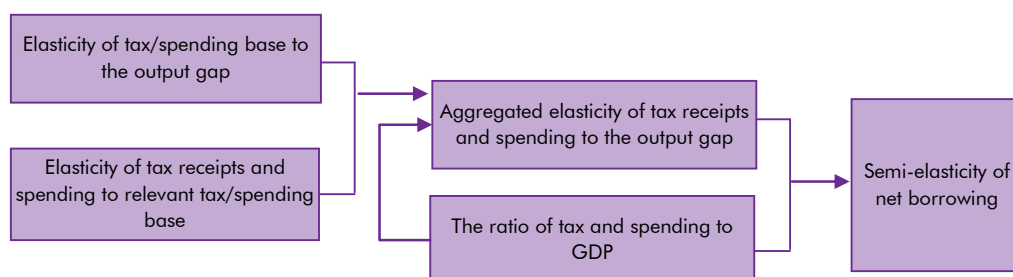 Elasticity of tax/spending base to
the output gap
Elasticity of tax receipts and
spending to relevant tax/spending
base
Aggregated elasticity of tax receipts
and spending to the output gap
The ratio of tax and spending to
GDP
Semi-elasticity of
net borrowing